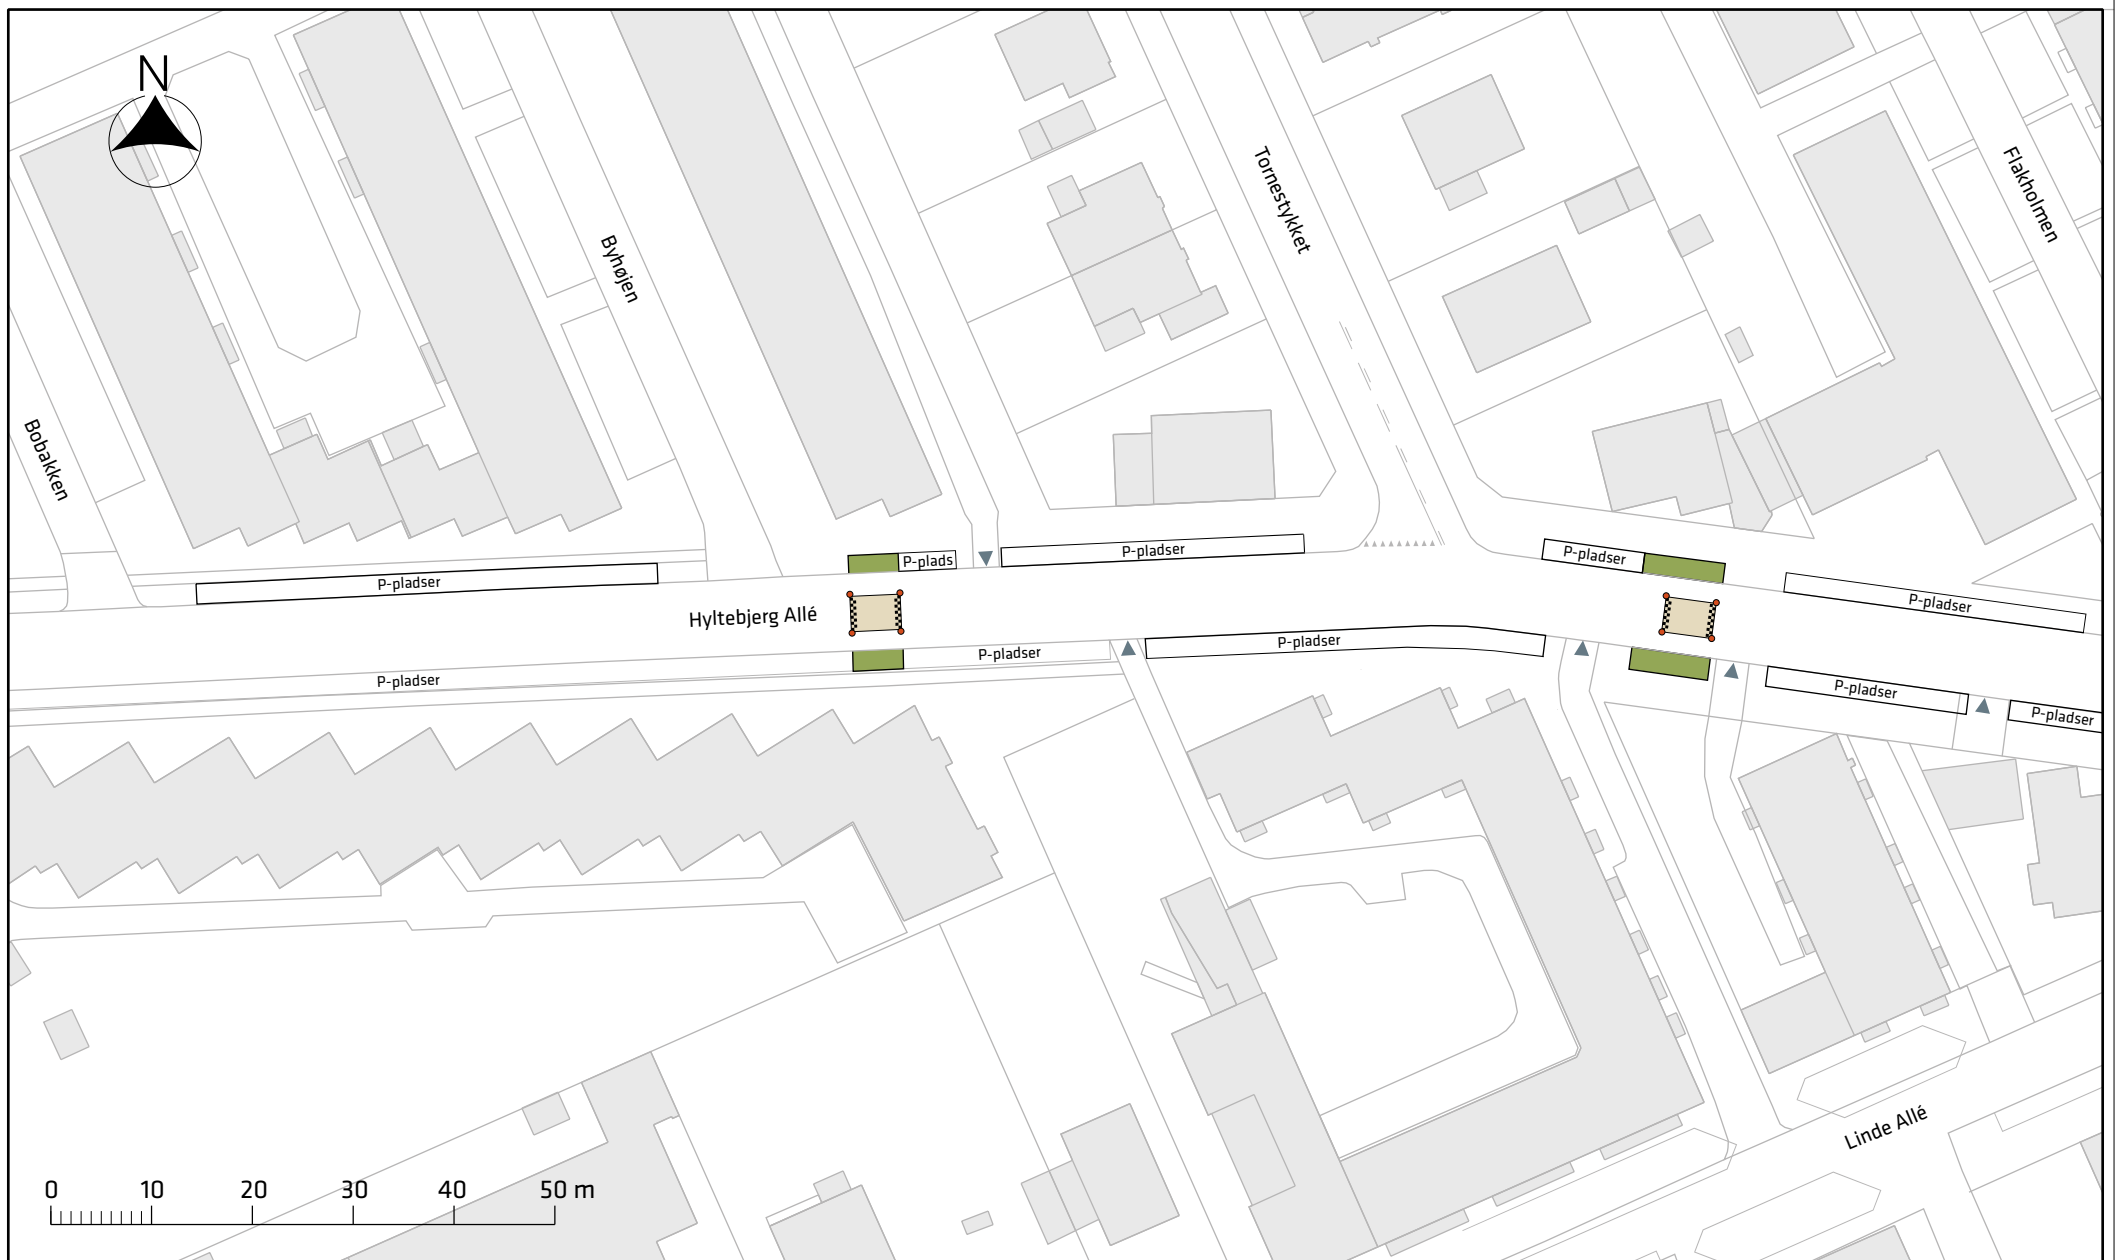 N
Tornestykket
Flakholmen
Byhøjen
Bobakken
P-plads
P-pladser
P-pladser
P-pladser
P-pladser
P-pladser
Hyltebjerg Allé
P-pladser
P-pladser
P-pladser
P-pladser
P-pladser
Linde Allé
0 10 20 30 40 50 m